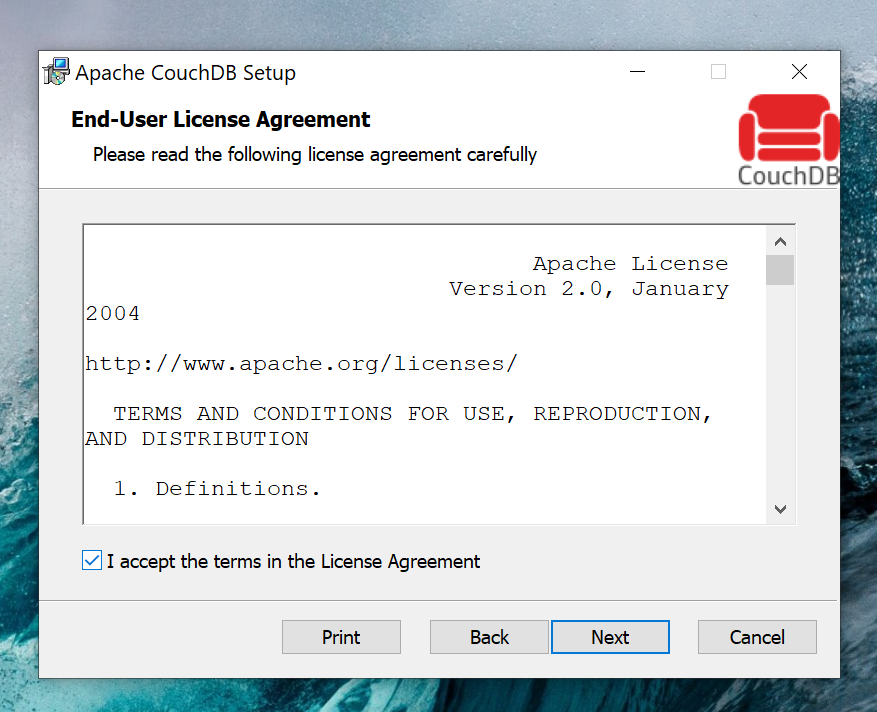 Apache CouchDB Setup
End-User License Agreement
Please read the following license agreement carefully
CouchDB
Apache License
Version 2.0, January
2004
http://www.apache.org/licenses/
TERMS AND CONDITIONS FOR USE, REPRODUCTION,
AND DISTRIBUTION
1. Definitions.
I accept the terms in the License Agreement
Print Back Next Cancel